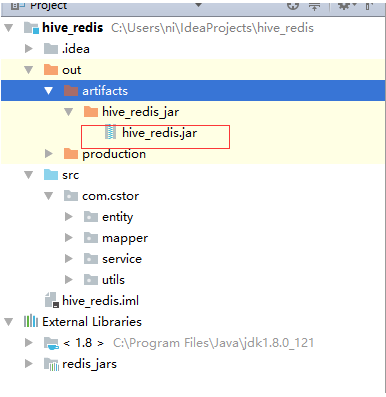 Project
hive_redis C:\Users\ni\IdeaProjects\hive_redis
.idea
out
artifacts
hive_redis_jar
hive_redis.jar
production
src
com.cstor
entity
mapper
service
utils
hive_redis.iml
External Libraries
< 1.8 > C:\Program Files\Java\jdk1.8.0_121
redis_jars